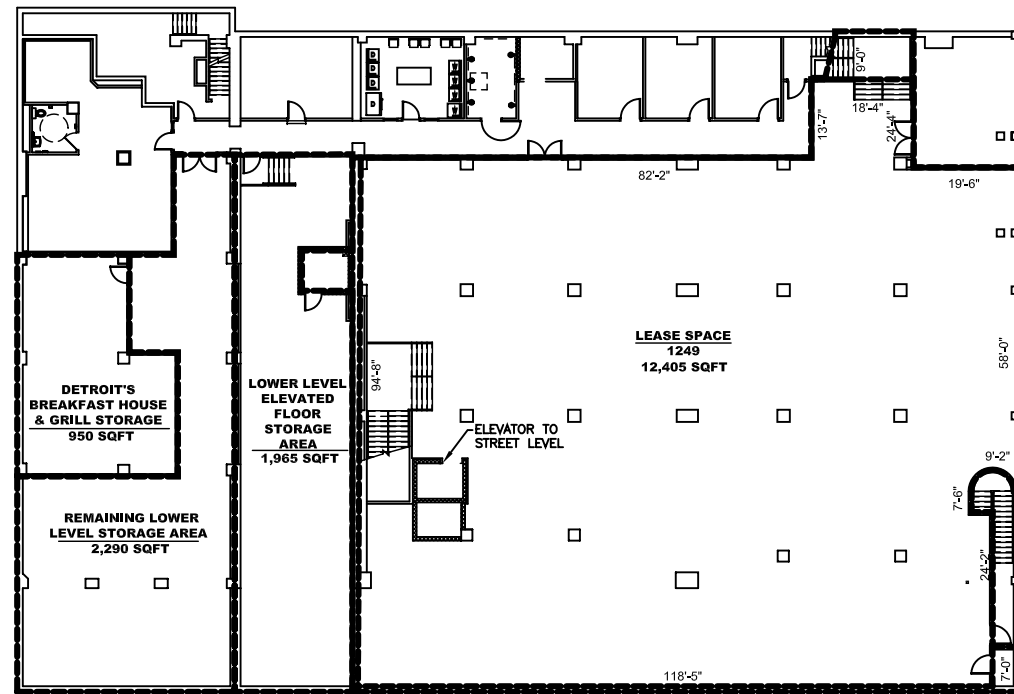 9'-0"
18'-4"
13'-7"
24'-4"
82'-2"
19'-6"
LEASE SPACE
1249
12,405 SQFT
58'-0"
94'-8"
DETROIT'S
BREAKFAST HOUSE
& GRILL STORAGE
950 SQFT
LOWER LEVEL
ELEVATED
FLOOR
STORAGE
AREA
1,965 SQFT
ELEVATOR TO
STREET LEVEL
9'-2"
7'-6"
REMAINING LOWER
LEVEL STORAGE AREA
2,290 SQFT
24'-2"
118'-5"
7'-0"